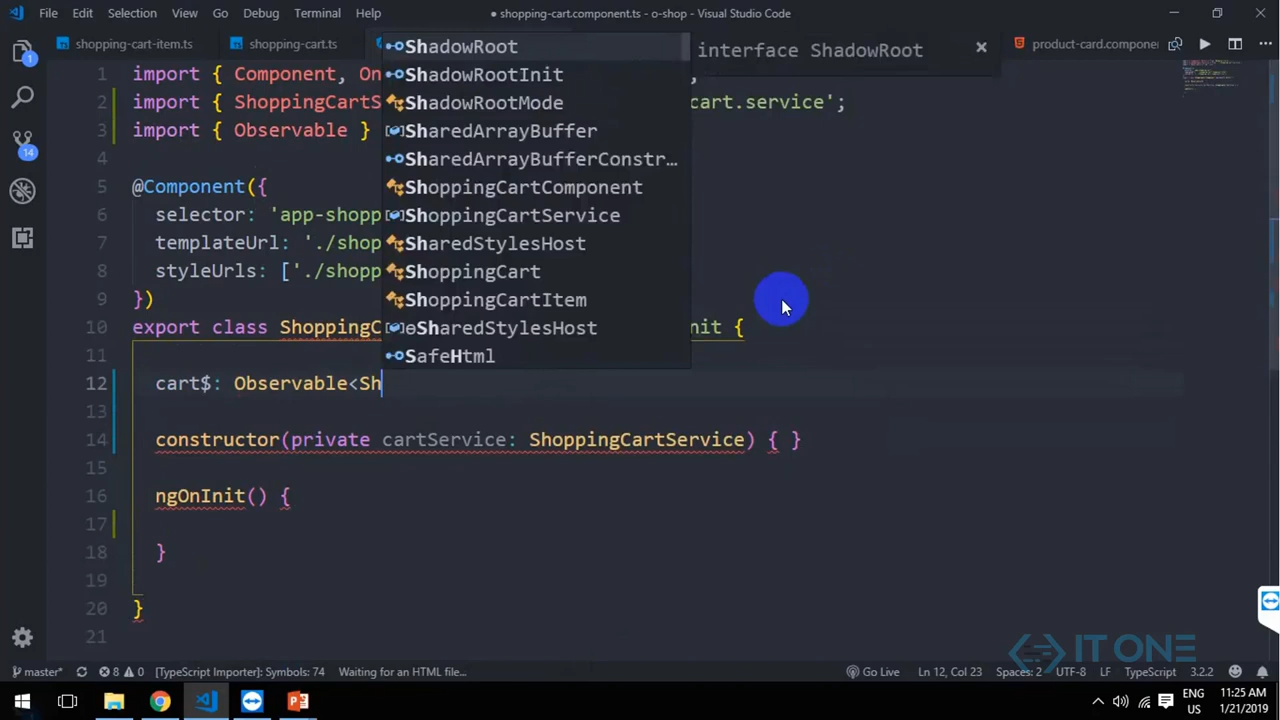 File Edit Selection View Go Debug Terminal Help
● shopping-cart.component.ts - o-shop - Visual Studio Code
shopping-cart-item.ts
shopping-cart.ts
product-card.componen
ShadowRoot
interface ShadowRoot
ShadowRootInit
ShadowRootMode
SharedArrayBuffer
SharedArrayBufferConstr…
ShoppingCartComponent
ShoppingCartService
SharedStylesHost
ShoppingCart
ShoppingCartItem
ɵSharedStylesHost
SafeHtml
1 import { Component, On ,
2 import { ShoppingCartS cart.service';
3 import { Observable }
4
5 @Component({
6 selector: 'app-shopp
7 templateUrl: './shop
8 styleUrls: ['./shopp
9 })
10 export class ShoppingC nit {
11
12 cart$: Observable<Sh
13
14 constructor(private cartService: ShoppingCartService) { }
15
16 ngOnInit() {
17
18 }
19
20 }
21
1
14
IT ONE
master* 8 0 [TypeScript Importer]: Symbols: 74 Waiting for an HTML file... Go Live Ln 12, Col 23 Spaces: 2 UTF-8 LF TypeScript 3.2.2
ENG
US
11:25 AM
1/21/2019